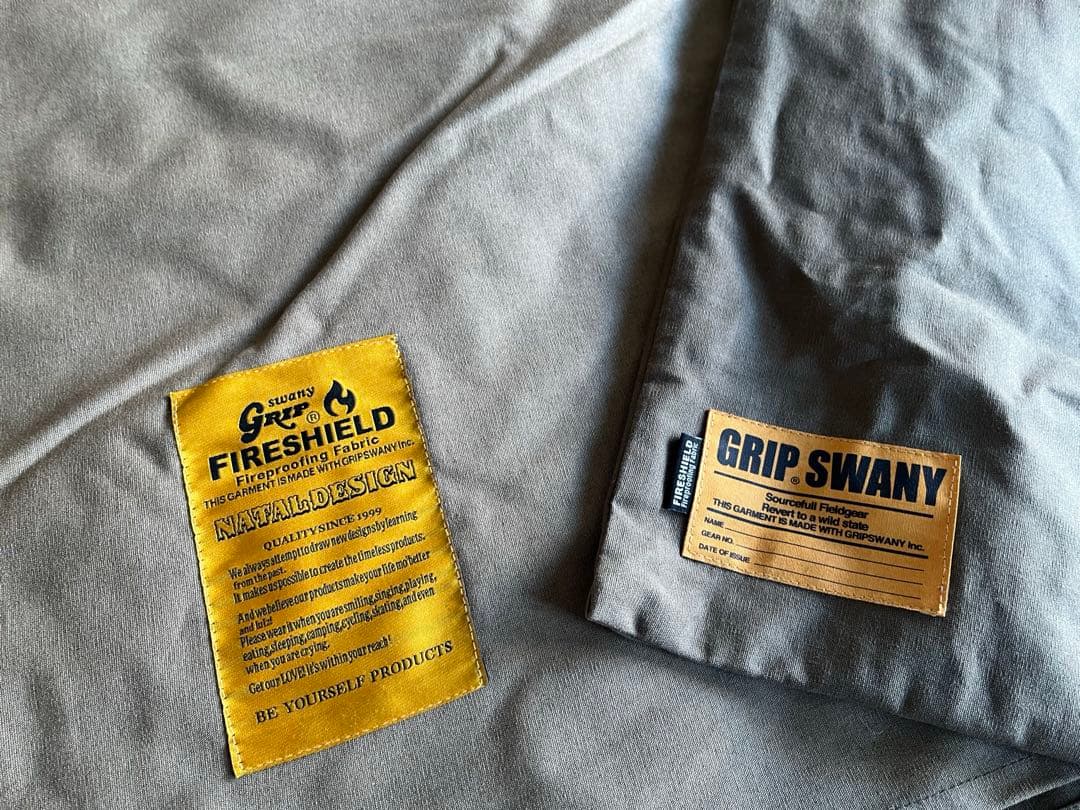 swany
GRIP®
FIRESHIELD
Fireproofing Fabric
THIS GARMENT IS MADE WITH GRIPSWANY Inc.
NATAL DESIGN
QUALITY SINCE 1999
We always attempt to draw new designs by learning
from the past.
It makes us possible to create the timeless products.
And we believe our products make your life mo'better
and lolz!
Please wear it when you are smiling,singing,playing,
eating,sleeping,camping,cycling,skating,and even
when you are crying.
Get our LOVE! It's within your reach!
BE YOURSELF PRODUCTS
FIRESHIELD
Fireproofing Fabric
GRIP® SWANY
Sourcefull Fieldgear
Revert to a wild state
THIS GARMENT IS MADE WITH GRIPSWANY Inc.
NAME
GEAR NO.
DATE OF ISSUE